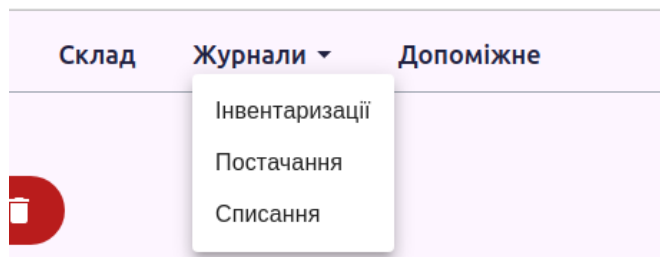 Склад Журнали Допоміжне
Інвентаризації
Постачання
Списання